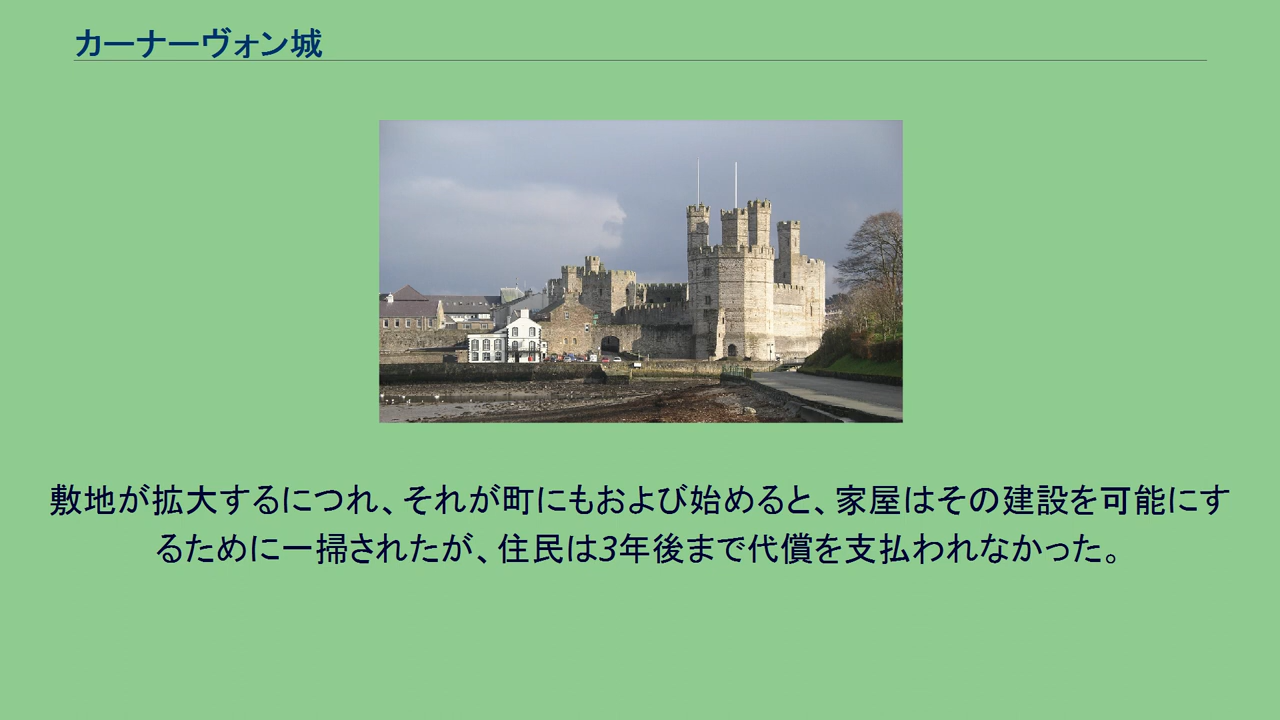 カーナーヴォン城
敷地が拡大するにつれ、それが町にもおよび始めると、家屋はその建設を可能にす
るために一掃されたが、住民は3年後まで代償を支払われなかった。